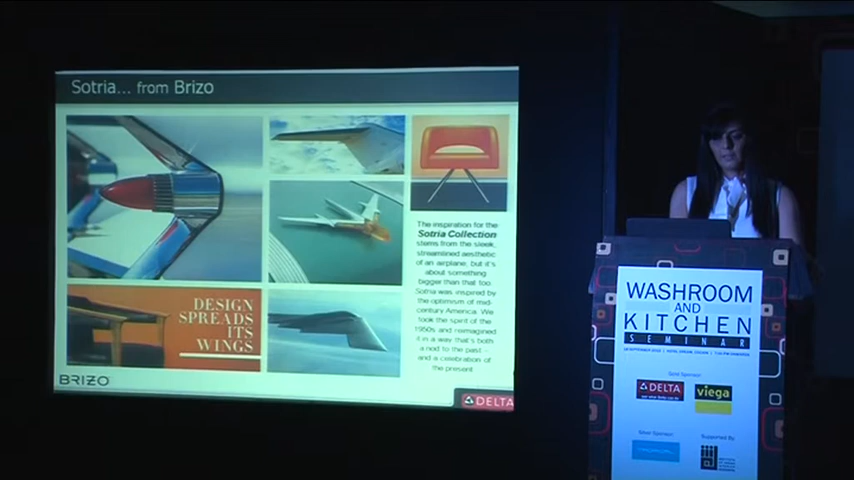 Sotria... from Brizo
DESIGN
SPREADS
ITS
WINGS
The inspiration for the
Sotria Collection
stems from the sleek,
streamlined aesthetic
of an airplane, but it's
about something
bigger than that too
Sotria was inspired by
the optimism of mid-
century America. We
took the spirit of the
1950s and reimagined
it in a way that's both
a nod to the past -
and a celebration of
the present
BRIZO
DELTA
WASHROOM
AND
KITCHEN
SEMINAR
DELTA
viega
Silver Sponsor:
Supported By